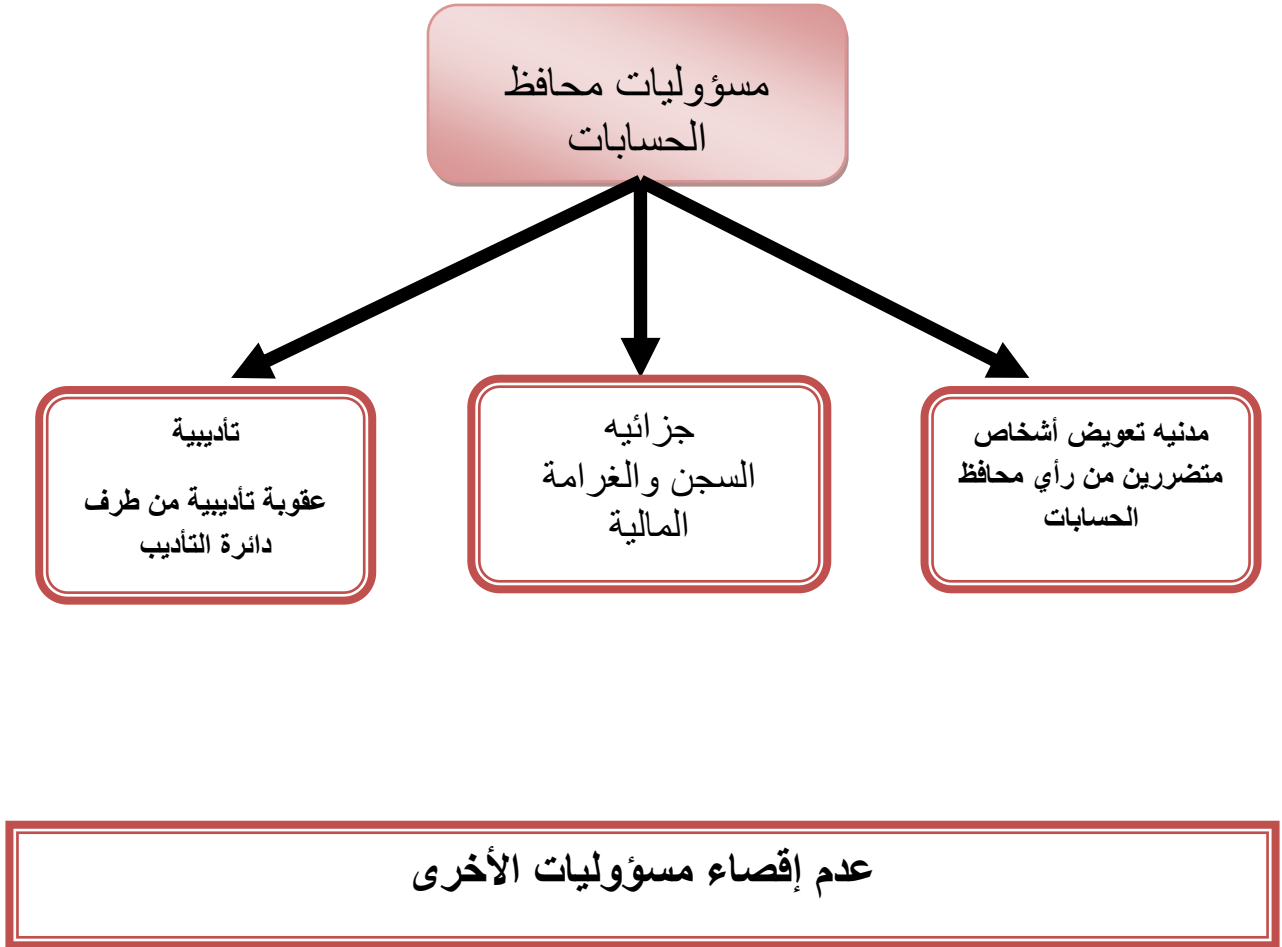 مسؤوليات محافظ
الحسابات
مدنيه تعويض أشخاص
متضررين من رأي محافظ
الحسابات
جزائيه
السجن والغرامة
المالية
تأديبية
عقوبة تأديبية من طرف
دائرة التأديب
عدم إقصاء مسؤوليات الأخرى